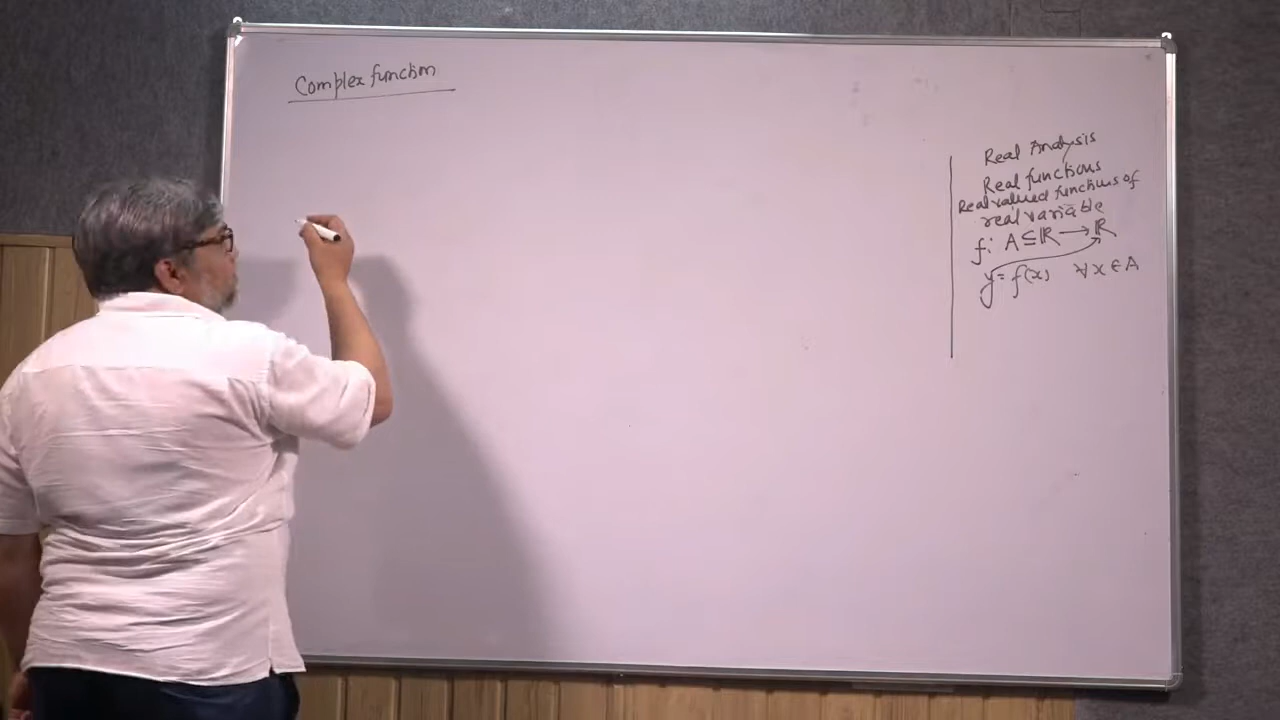 Complex function
Real Analysis
Real functions
Real valued functions of
real variable
f: A ⊆ ℝ → ℝ
y = f(x) ∀ x ∈ A